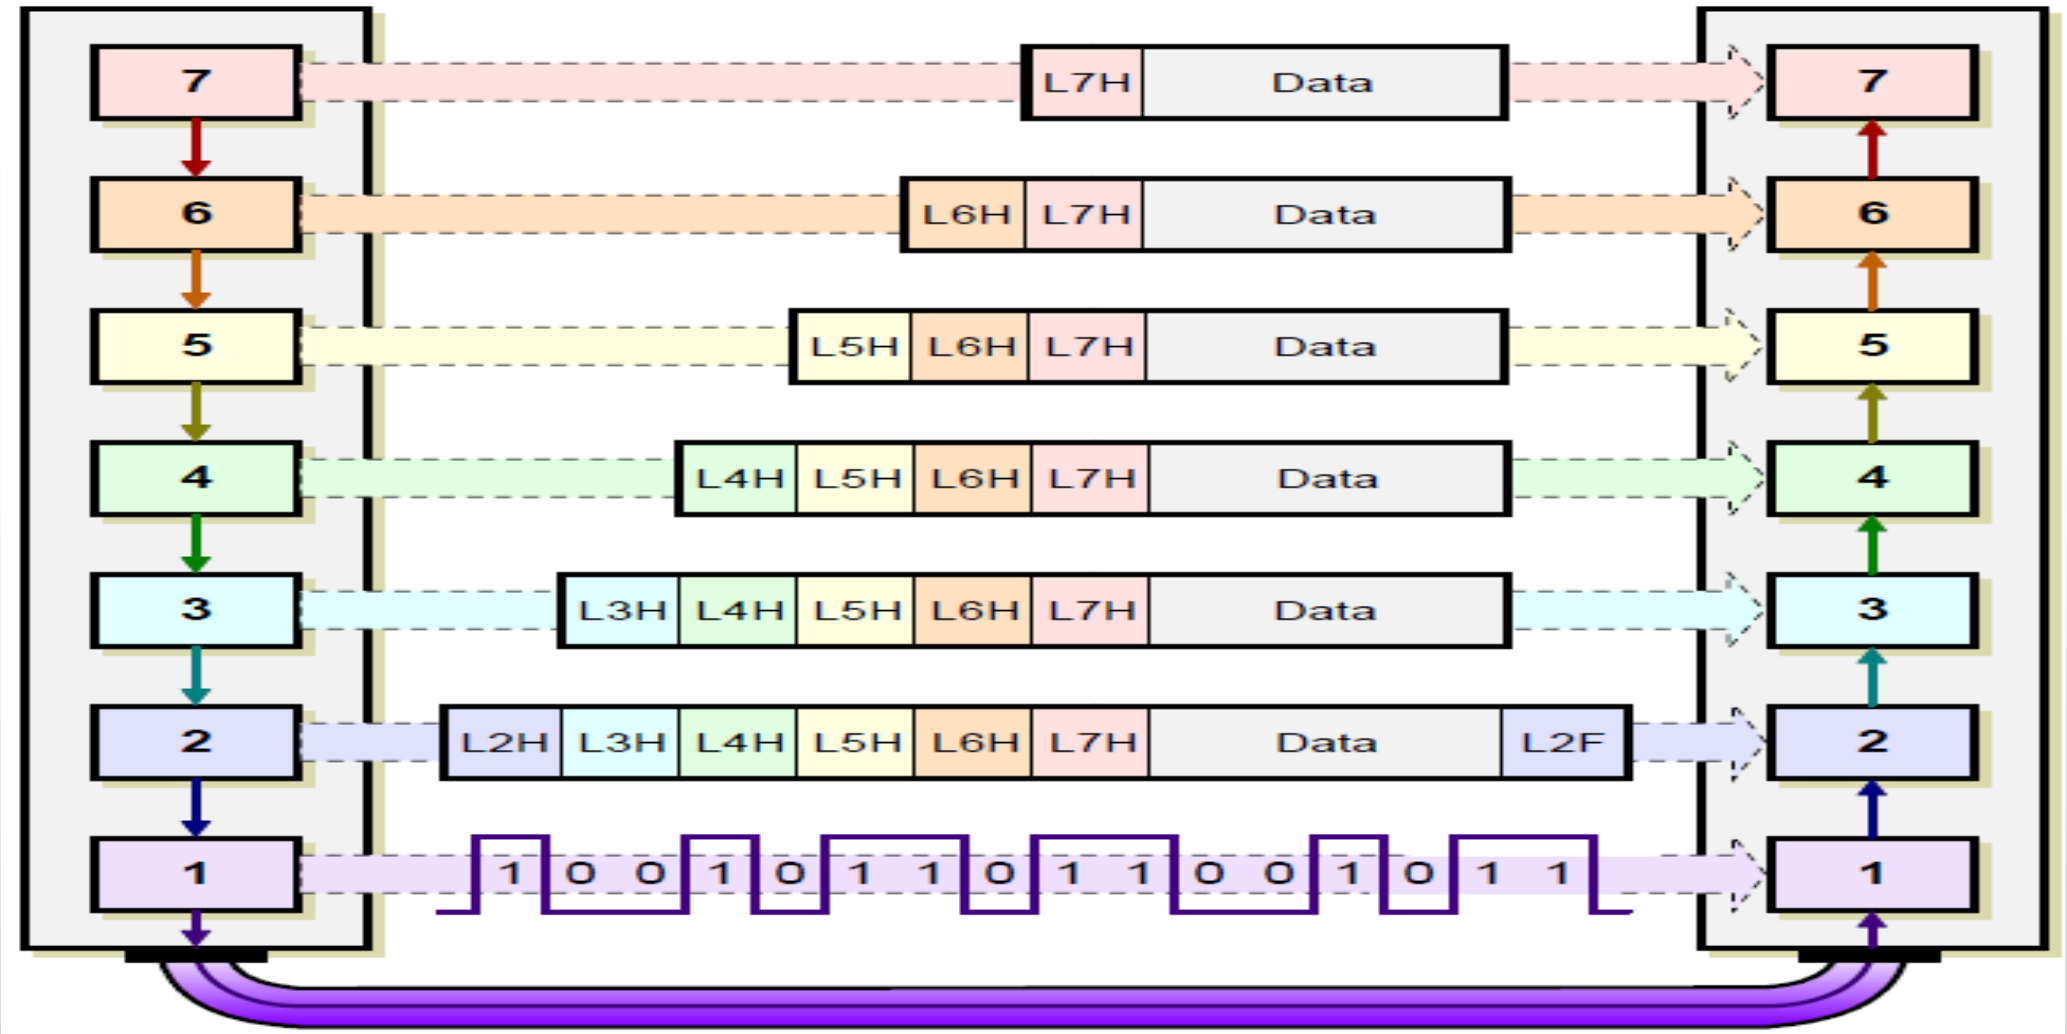 7 L7H Data 7
6 L6H L7H Data 6
5 L5H L6H L7H Data 5
4 L4H L5H L6H L7H Data 4
3 L3H L4H L5H L6H L7H Data 3
2 L2H L3H L4H L5H L6H L7H Data L2F 2
1 1 0 0 1 0 1 1 0 1 1 0 0 1 0 1 1 1